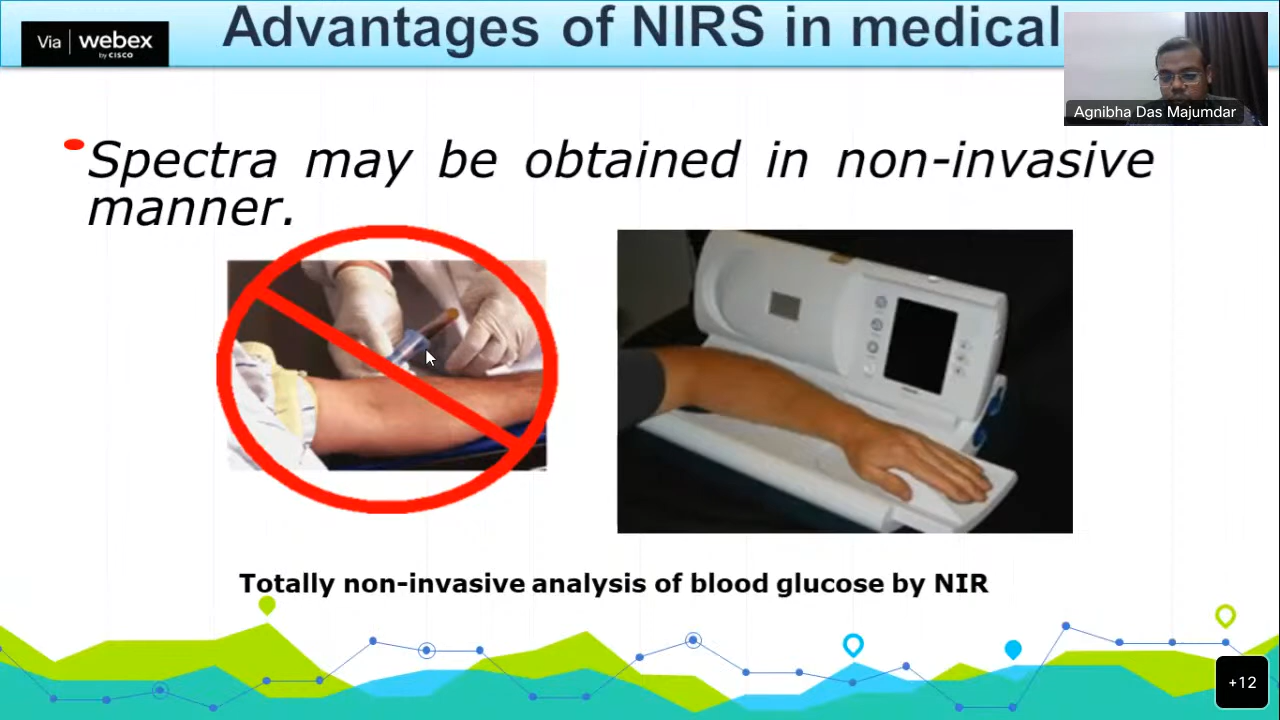 Advantages of NIRS in medical
Via | webex
by CISCO
Agnibha Das Majumdar
Spectra may be obtained in non-invasive
manner.
Totally non-invasive analysis of blood glucose by NIR
+12